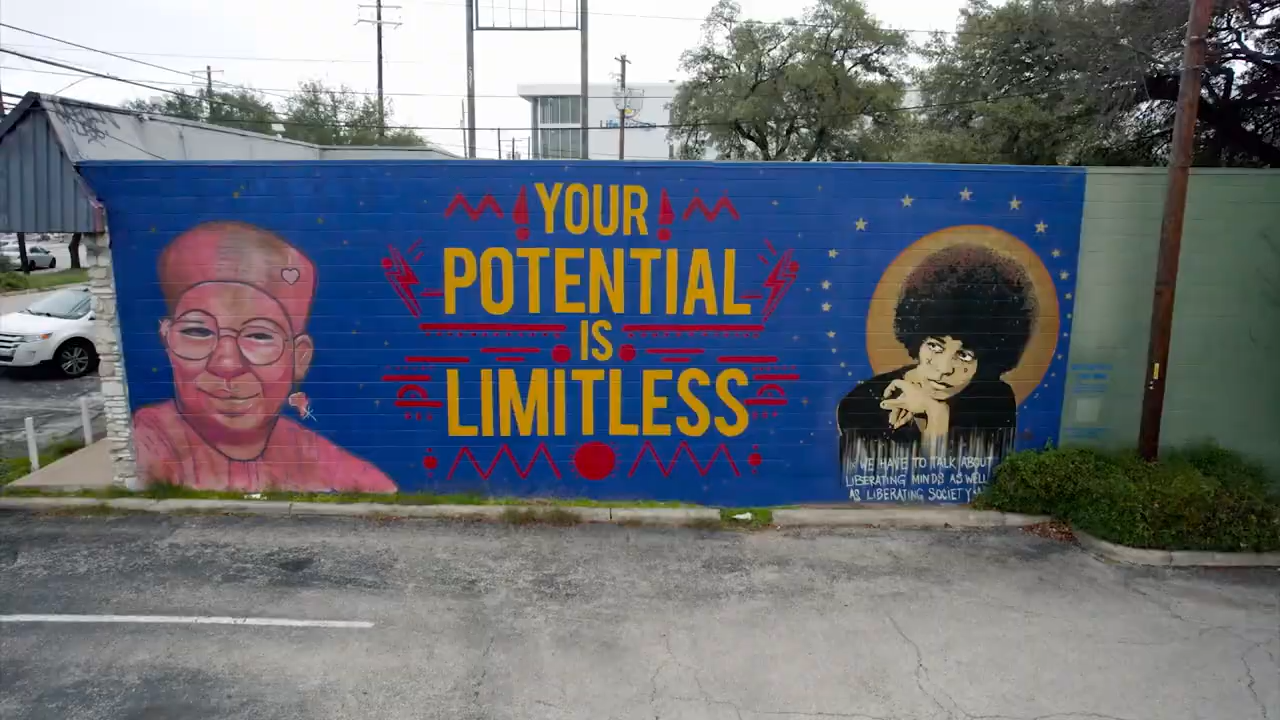 YOUR
POTENTIAL
IS
LIMITLESS
WE HAVE TO TALK ABOUT
LIBERATING MINDS AS WELL
AS LIBERATING SOCIETY